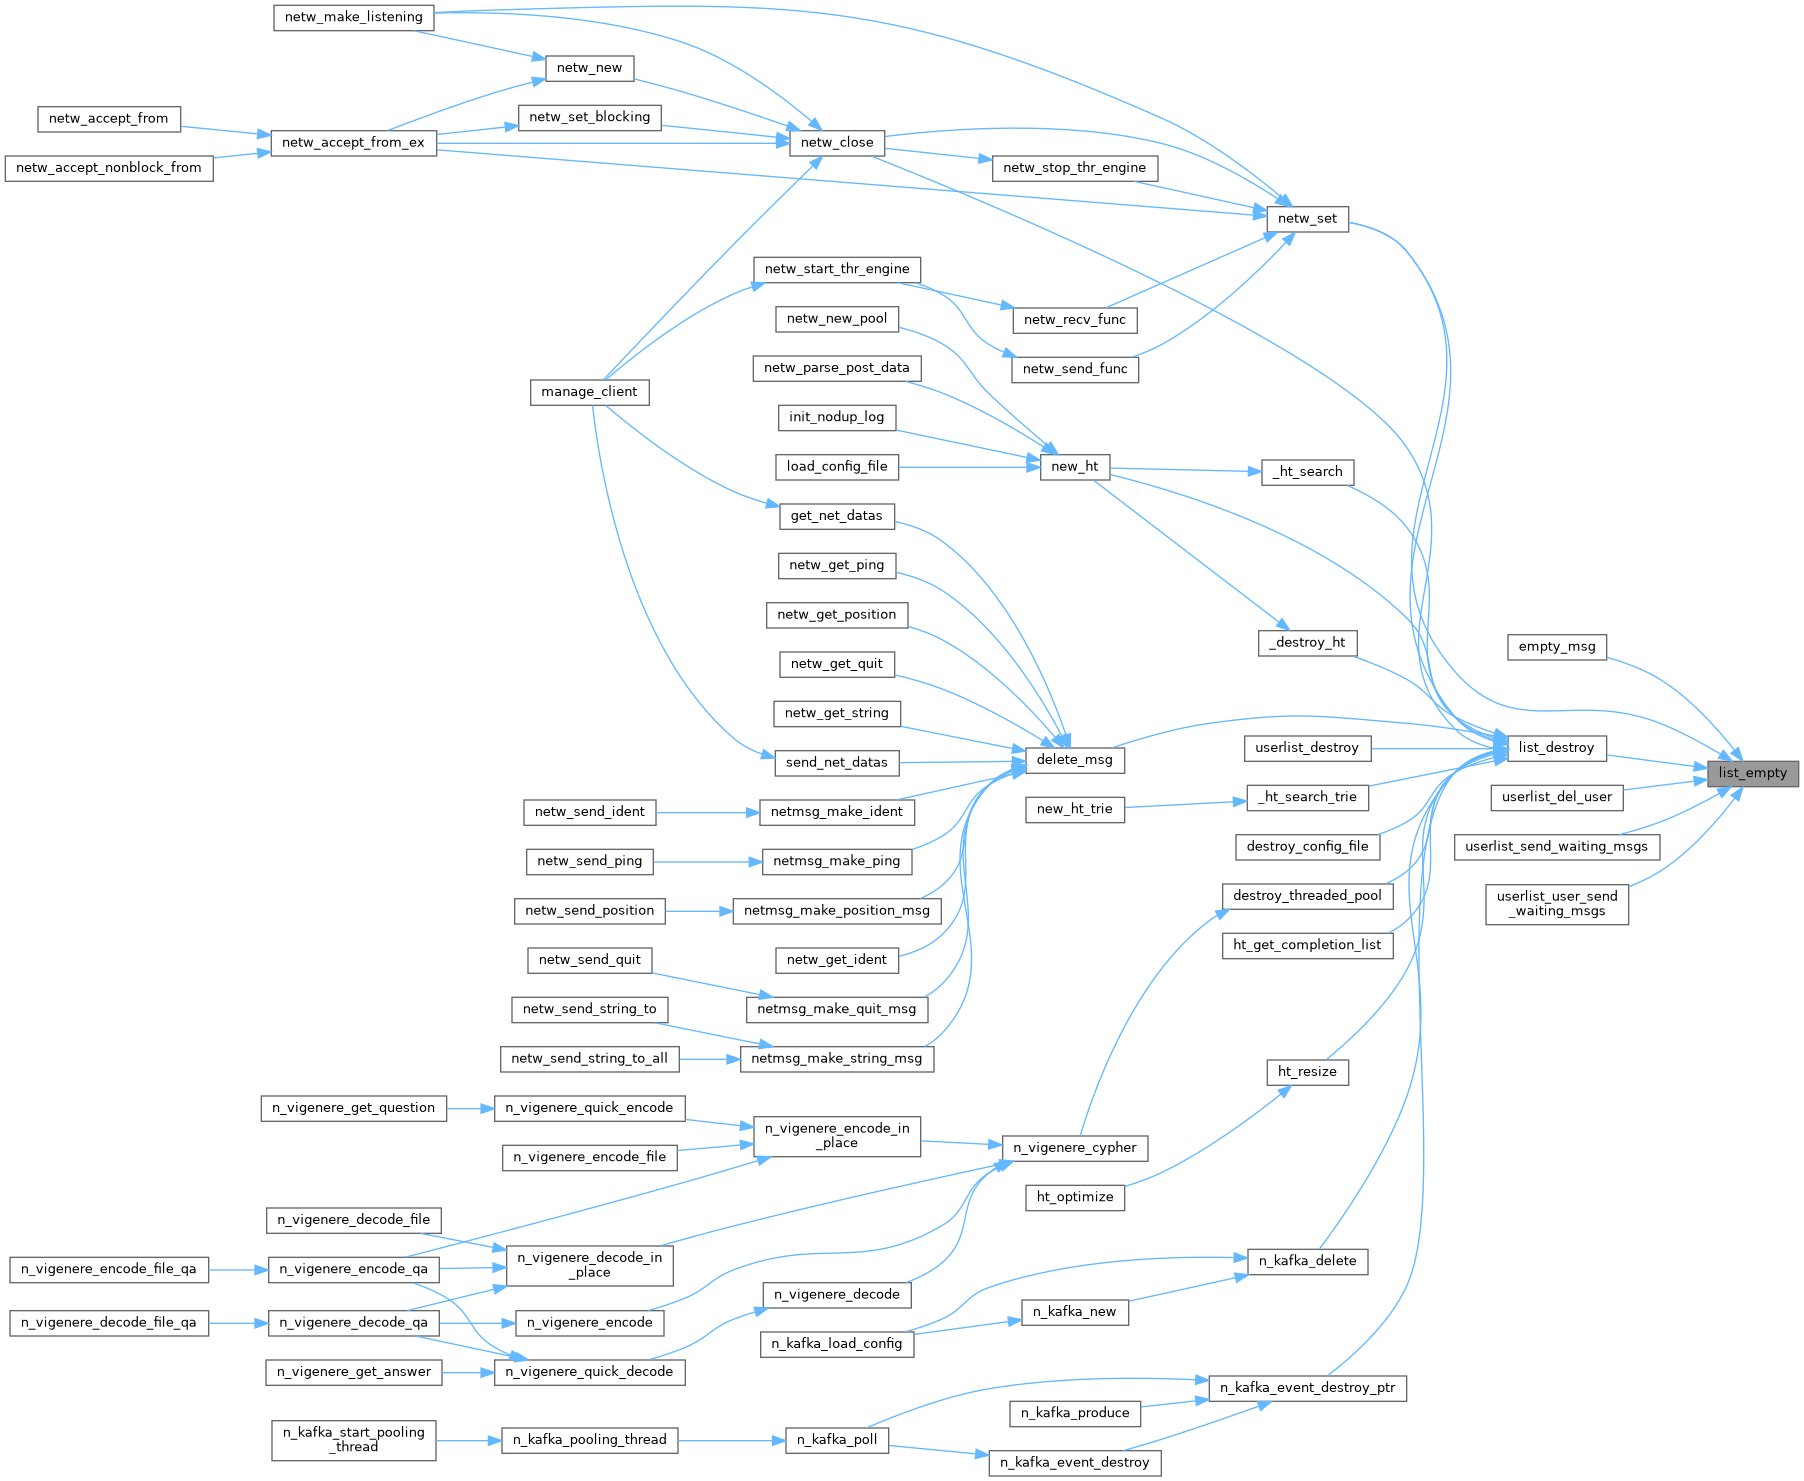 netw_make_listening
netw_new
netw_accept_from
netw_set_blocking
netw_accept_from_ex
netw_close
netw_accept_nonblock_from
netw_stop_thr_engine
netw_set
netw_start_thr_engine
netw_new_pool
netw_recv_func
netw_parse_post_data
netw_send_func
manage_client
init_nodup_log
load_config_file
new_ht
_ht_search
get_net_datas
netw_get_ping
netw_get_position
_destroy_ht
empty_msg
netw_get_quit
netw_get_string
send_net_datas
delete_msg
userlist_destroy
list_destroy
list_empty
netw_send_ident
netmsg_make_ident
new_ht_trie
_ht_search_trie
userlist_del_user
netw_send_ping
netmsg_make_ping
destroy_config_file
userlist_send_waiting_msgs
netw_send_position
netmsg_make_position_msg
destroy_threaded_pool
userlist_user_send
_waiting_msgs
netw_send_quit
netw_get_ident
ht_get_completion_list
netw_send_string_to
netmsg_make_quit_msg
netw_send_string_to_all
netmsg_make_string_msg
ht_resize
n_vigenere_get_question
n_vigenere_quick_encode
n_vigenere_encode_in
_place
n_vigenere_encode_file
n_vigenere_cypher
ht_optimize
n_vigenere_decode_file
n_vigenere_encode_file_qa
n_vigenere_encode_qa
n_vigenere_decode_in
_place
n_kafka_delete
n_vigenere_decode
n_kafka_new
n_vigenere_decode_file_qa
n_vigenere_decode_qa
n_vigenere_encode
n_kafka_load_config
n_vigenere_get_answer
n_vigenere_quick_decode
n_kafka_event_destroy_ptr
n_kafka_produce
n_kafka_start_pooling
_thread
n_kafka_pooling_thread
n_kafka_poll
n_kafka_event_destroy